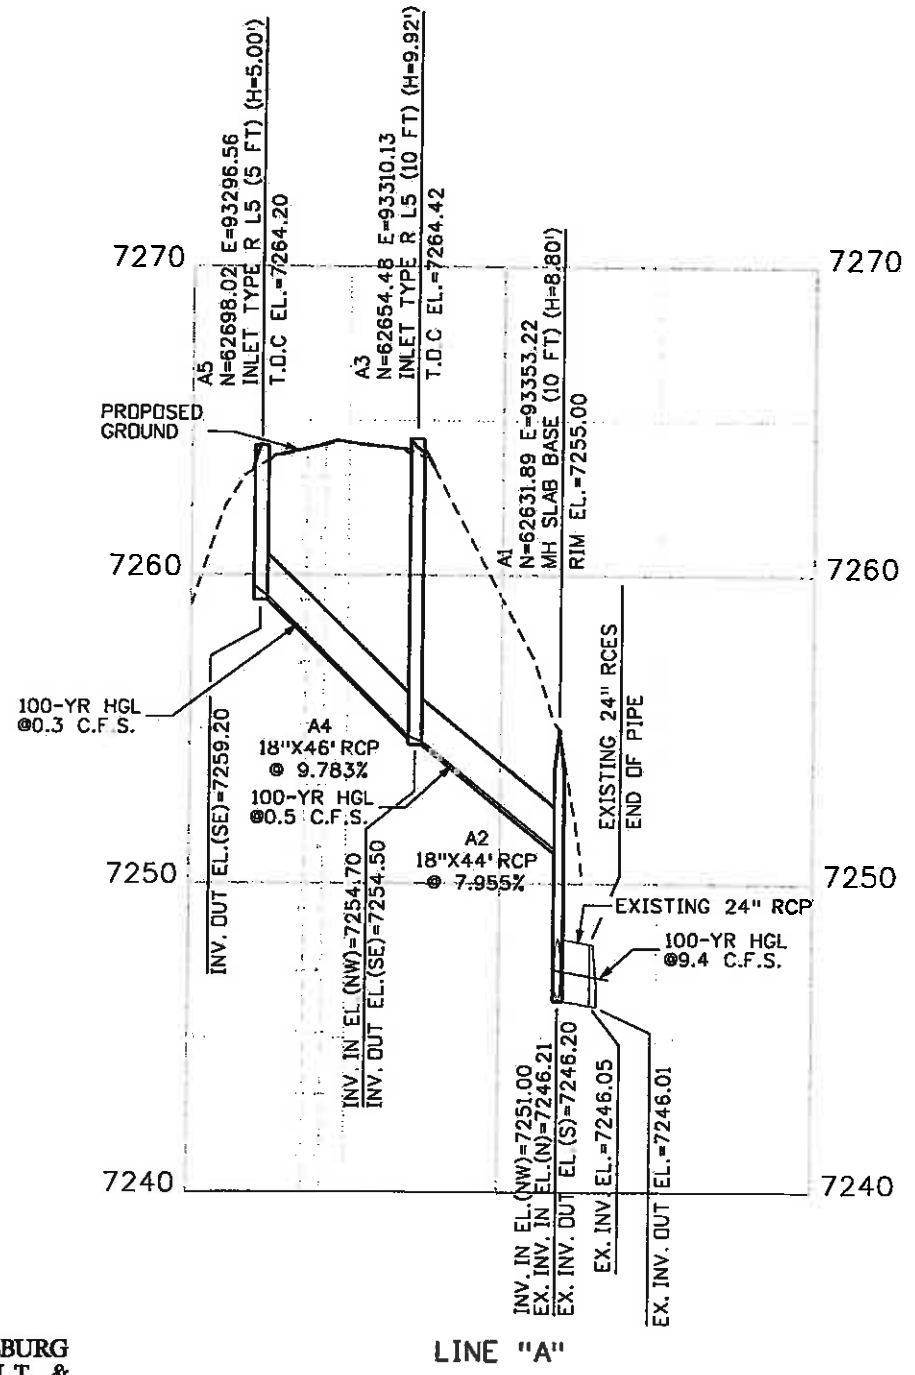 A5
N=62698.02 E=93296.56
INLET TYPE R L5 (5 FT) (H=5.00')
T.O.C EL.=7264.20
A3
N=62654.48 E=93310.13
INLET TYPE R L5 (10 FT) (H=9.92')
T.O.C EL.=7264.42
A1
N=62631.89 E=93353.22
MH SLAB BASE (10 FT) (H=8.80')
RIM EL.=7255.00
7270
7270
PROPOSED
GROUND
7260
7260
100-YR HGL
@0.3 C.F.S.
A4
18"X46' RCP
@ 9.783%
100-YR HGL
@0.5 C.F.S.
A2
18"X44' RCP
@ 7.955%
EXISTING 24" RCES
END OF PIPE
7250
7250
EXISTING 24" RCP
100-YR HGL
@9.4 C.F.S.
INV. OUT EL.(SE)=7259.20
INV. IN EL (NW)=7254.70
INV. OUT EL.(SE)=7254.50
INV. IN EL.(NW)=7251.00
EX. INV. IN EL.(N)=7246.21
EX. INV. OUT EL.(S)=7246.20
EX. INV. EL.=7246.05
EX. INV. OUT EL.=7246.01
7240
7240
LINE "A"
BURG